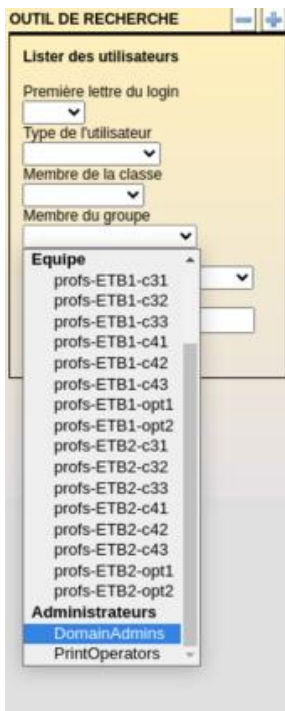 OUTIL DE RECHERCHE
Lister des utilisateurs
Première lettre du login
Type de l'utilisateur
Membre de la classe
Membre du groupe
Equipe
profs-ETB1-c31
profs-ETB1-c32
profs-ETB1-c33
profs-ETB1-c41
profs-ETB1-c42
profs-ETB1-c43
profs-ETB1-opt1
profs-ETB1-opt2
profs-ETB2-c31
profs-ETB2-c32
profs-ETB2-c33
profs-ETB2-c41
profs-ETB2-c42
profs-ETB2-c43
profs-ETB2-opt1
profs-ETB2-opt2
Administrateurs
DomainAdmins
PrintOperators